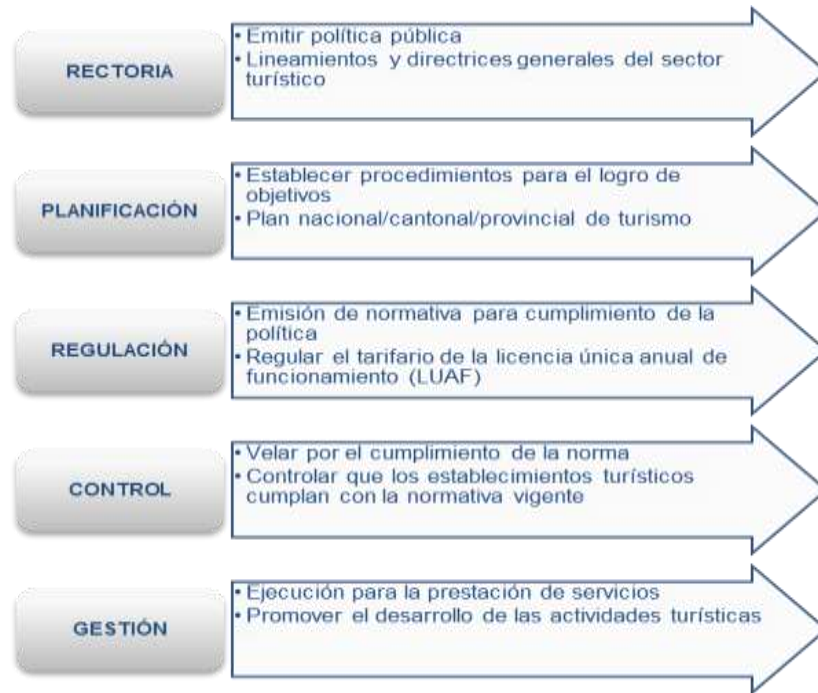 RECTORIA
• Emitir política pública
• Lineamientos y directrices generales del sector
turístico
PLANIFICACIÓN
• Establecer procedimientos para el logro de
objetivos
• Plan nacional/cantonal/provincial de turismo
REGULACIÓN
• Emisión de normativa para cumplimiento de la
política
• Regular el tarifario de la licencia única anual de
funcionamiento (LUAF)
CONTROL
• Velar por el cumplimiento de la norma
• Controlar que los establecimientos turísticos
cumplan con la normativa vigente
GESTIÓN
• Ejecución para la prestación de servicios
• Promover el desarrollo de las actividades turísticas